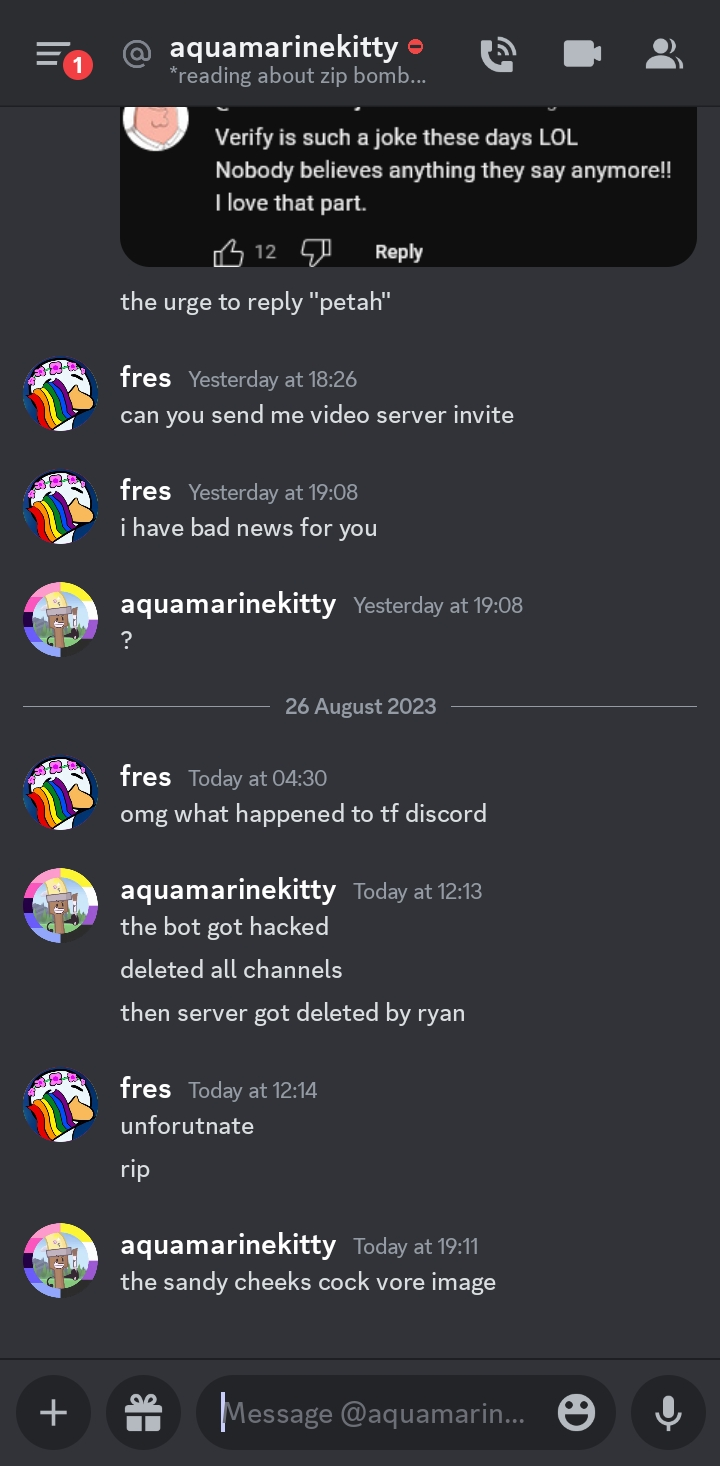 1
@ aquamarinekitty
*reading about zip bomb...
Verify is such a joke these days LOL
Nobody believes anything they say anymore!!
I love that part.
12 Reply
the urge to reply "petah"
fres Yesterday at 18:26
can you send me video server invite
fres Yesterday at 19:08
i have bad news for you
aquamarinekitty Yesterday at 19:08
?
26 August 2023
fres Today at 04:30
omg what happened to tf discord
aquamarinekitty Today at 12:13
the bot got hacked
deleted all channels
then server got deleted by ryan
fres Today at 12:14
unforutnate
rip
aquamarinekitty Today at 19:11
the sandy cheeks cock vore image
Message @aquamarin...